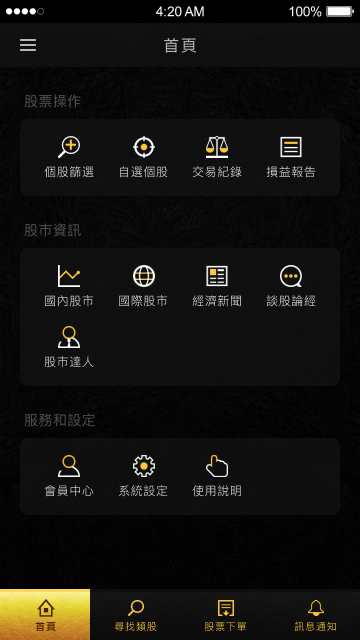 4:20 AM 100%
首頁
股票操作
個股篩選 自選個股 交易紀錄 損益報告
股市資訊
國內股市 國際股市 經濟新聞 談股論經
股市達人
服務和設定
會員中心 系統設定 使用說明
首頁 尋找類股 股票下單 訊息通知